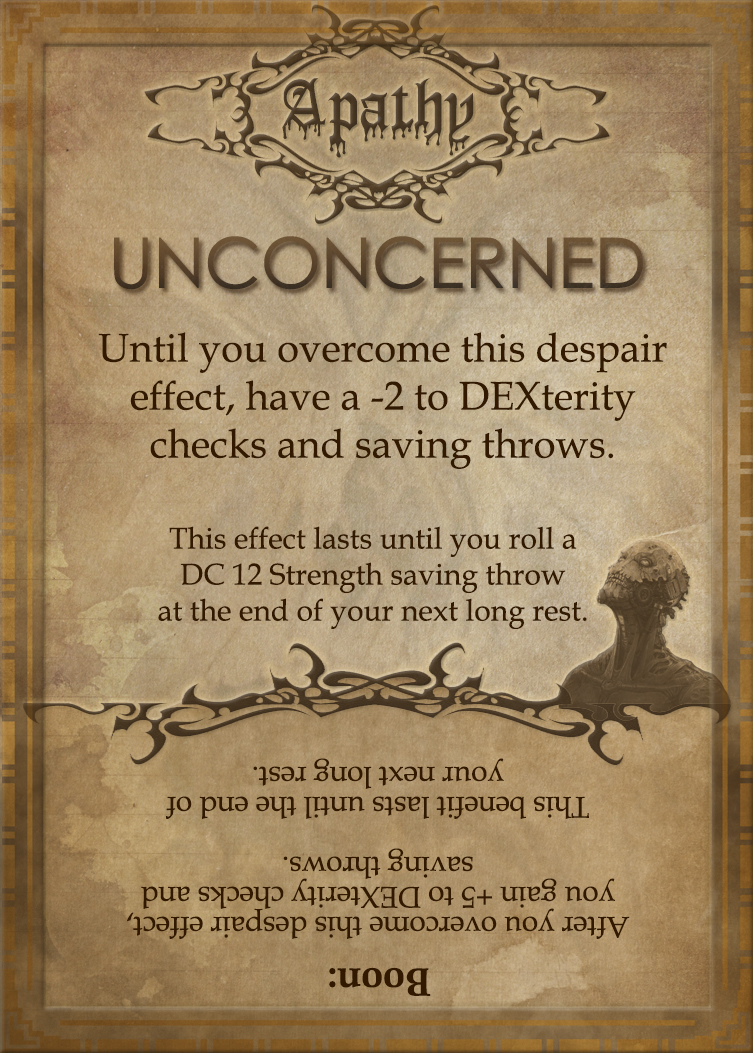 Apathy
UNCONCERNED
Until you overcome this despair
effect, have a -2 to DEXterity
checks and saving throws.
This effect lasts until you roll a
DC 12 Strength saving throw
at the end of your next long rest.
Boon:
After you overcome this despair effect,
you gain +5 to DEXterity checks and
saving throws.
This benefit lasts until the end of
your next long rest.